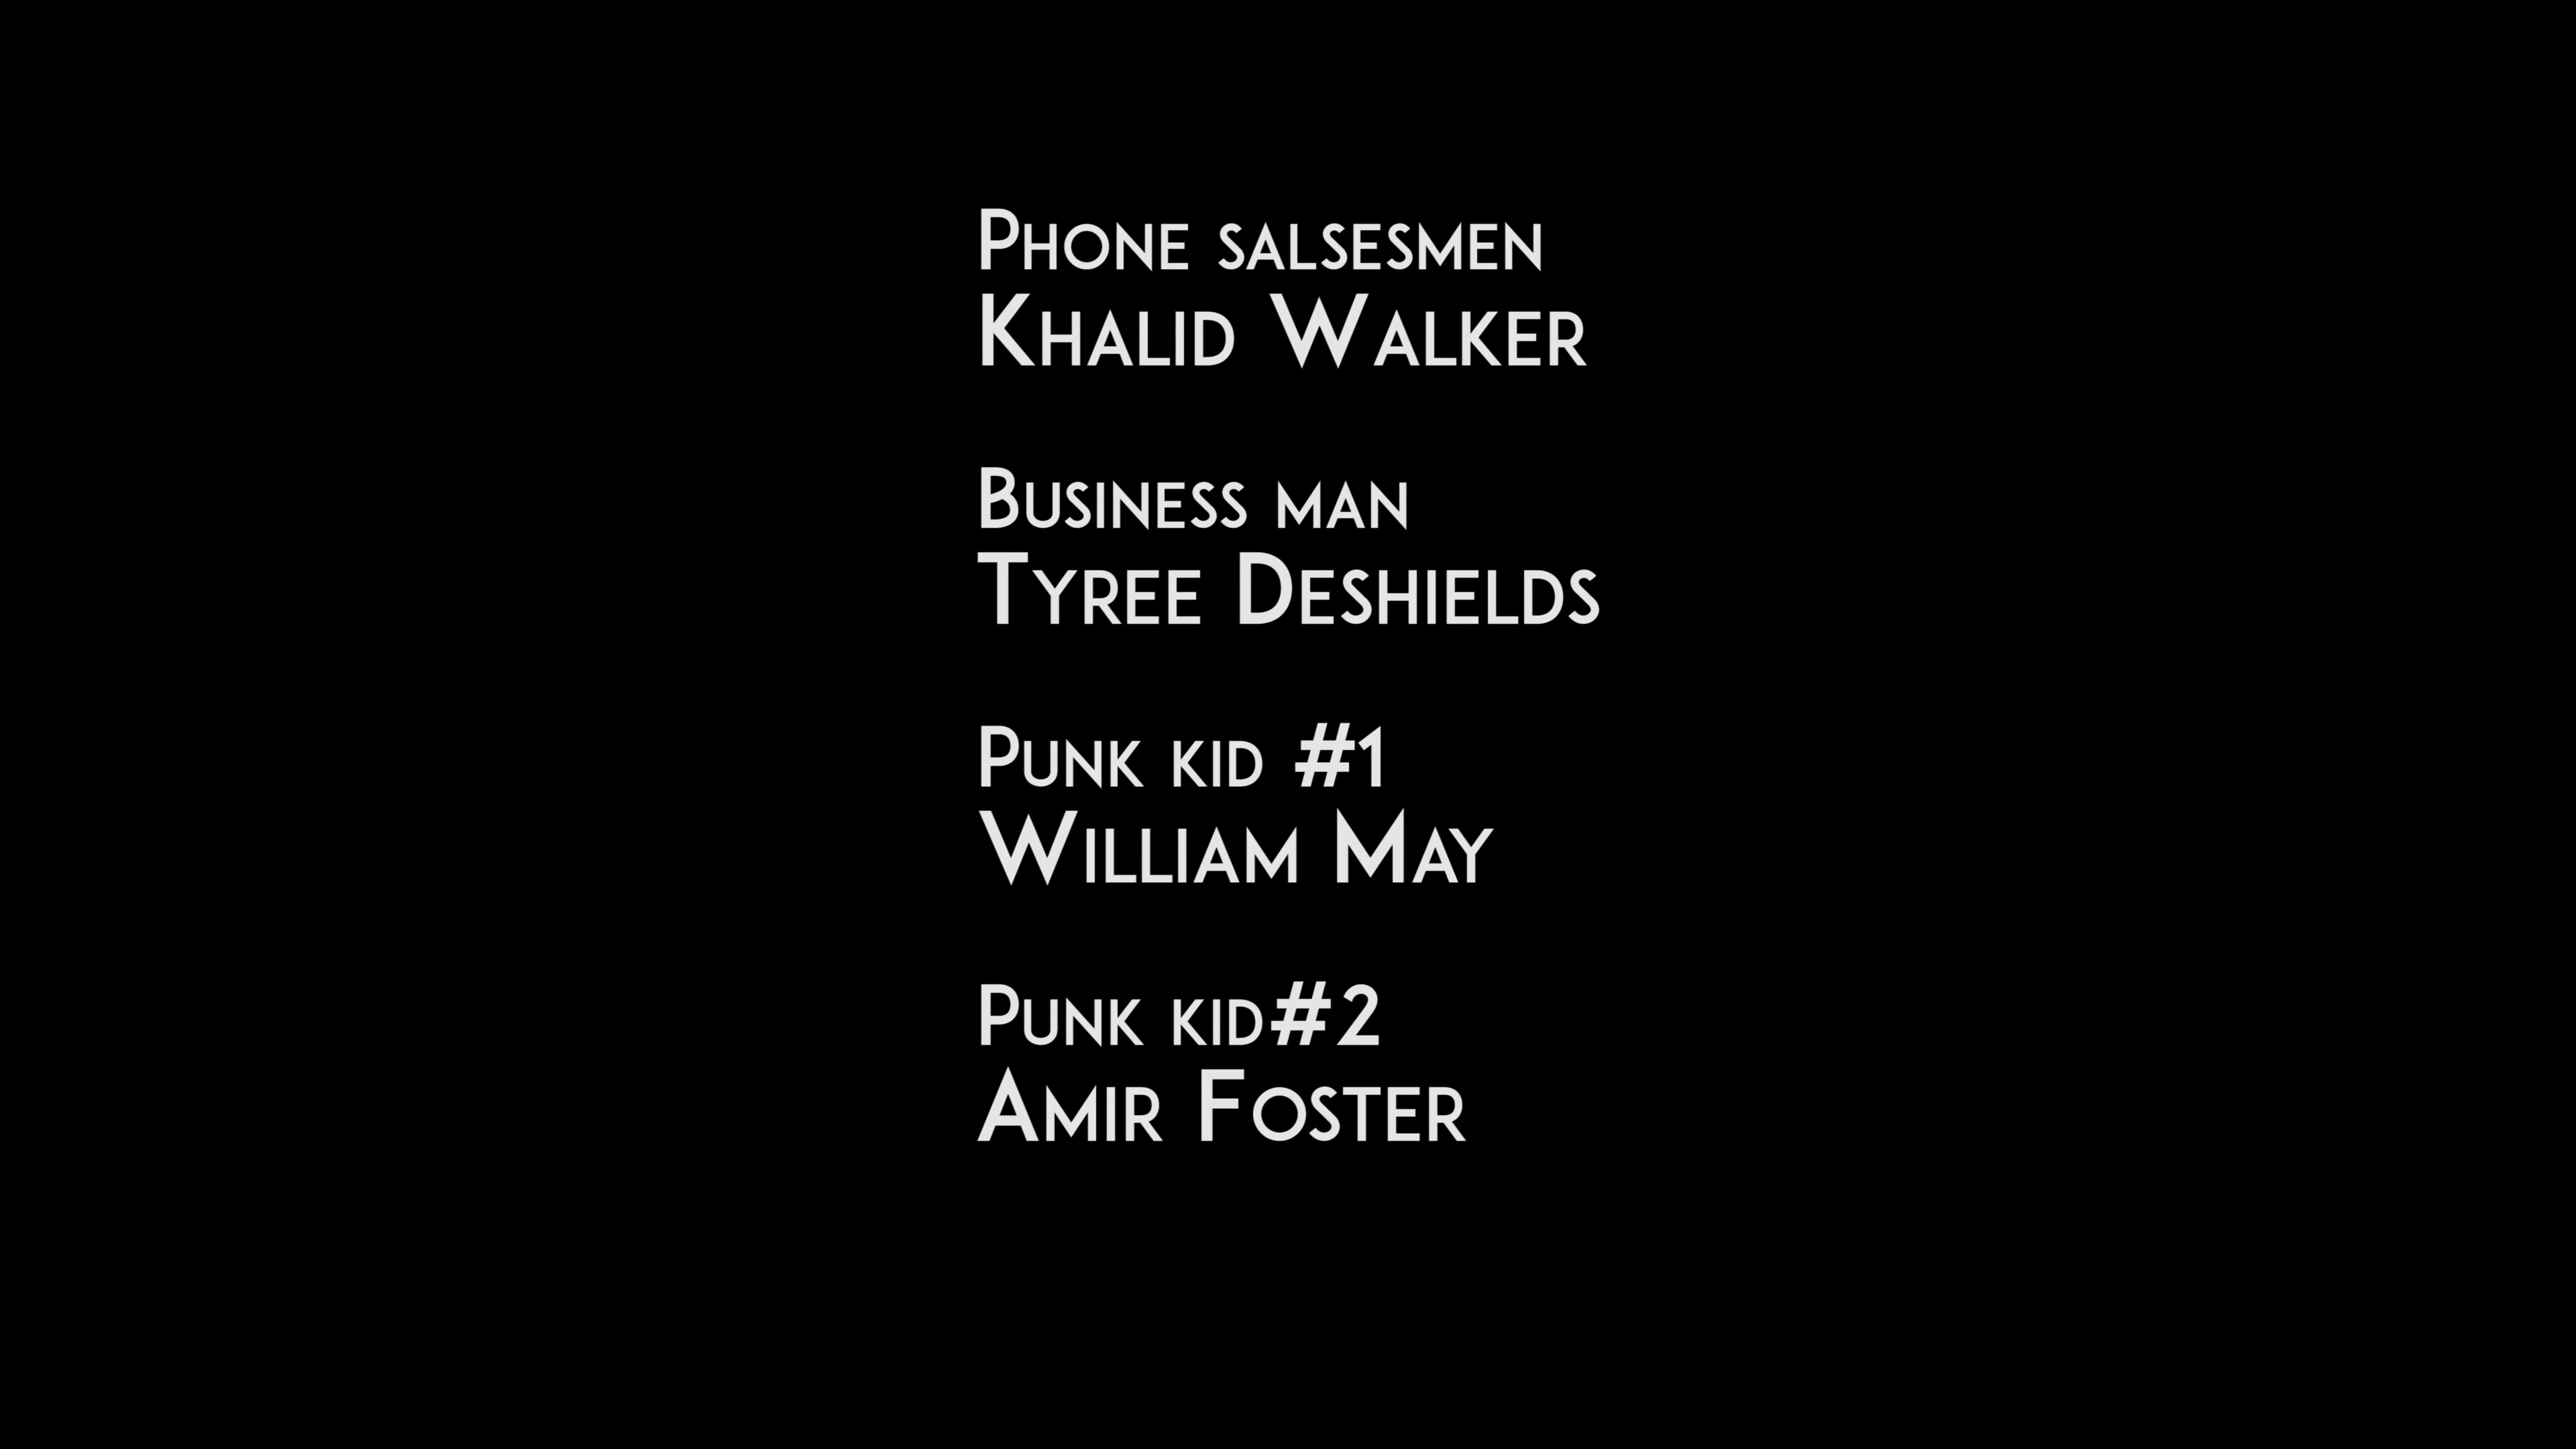 Phone salsesmen
Khalid Walker
Business man
Tyree Deshields
Punk kid #1
William May
Punk kid#2
Amir Foster